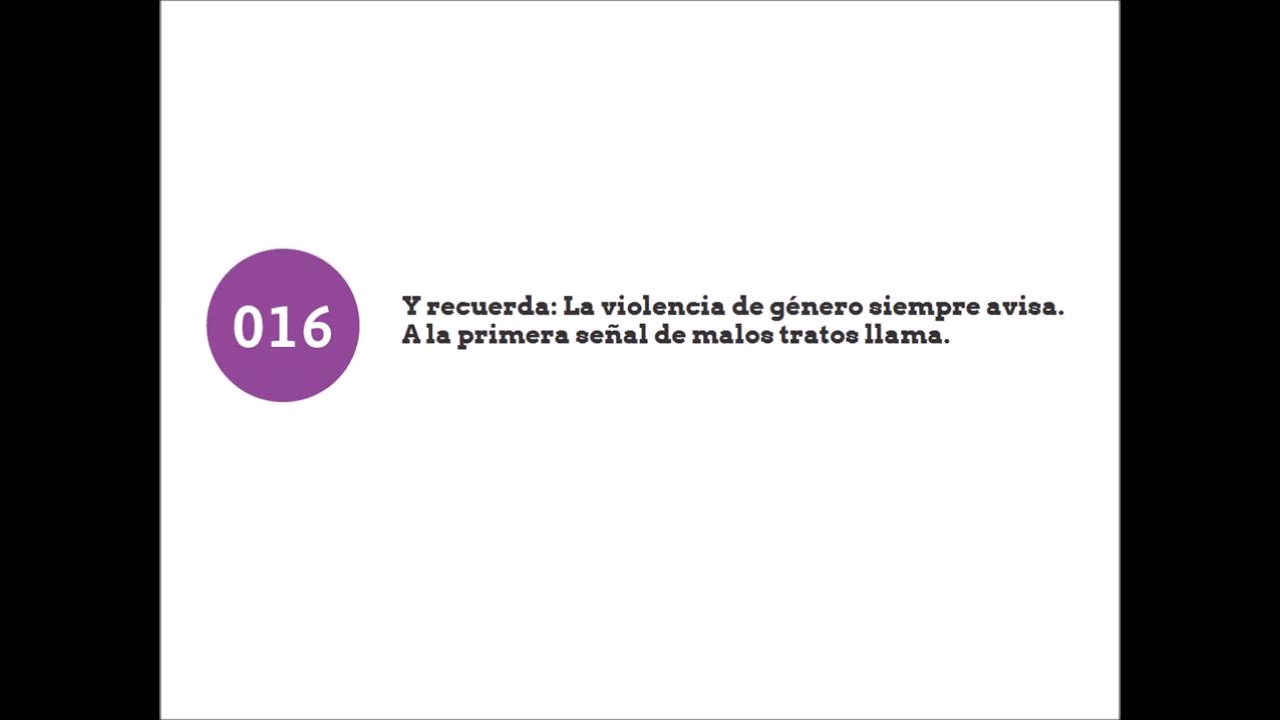 016
Y recuerda: La violencia de género siempre avisa.
A la primera señal de malos tratos llama.